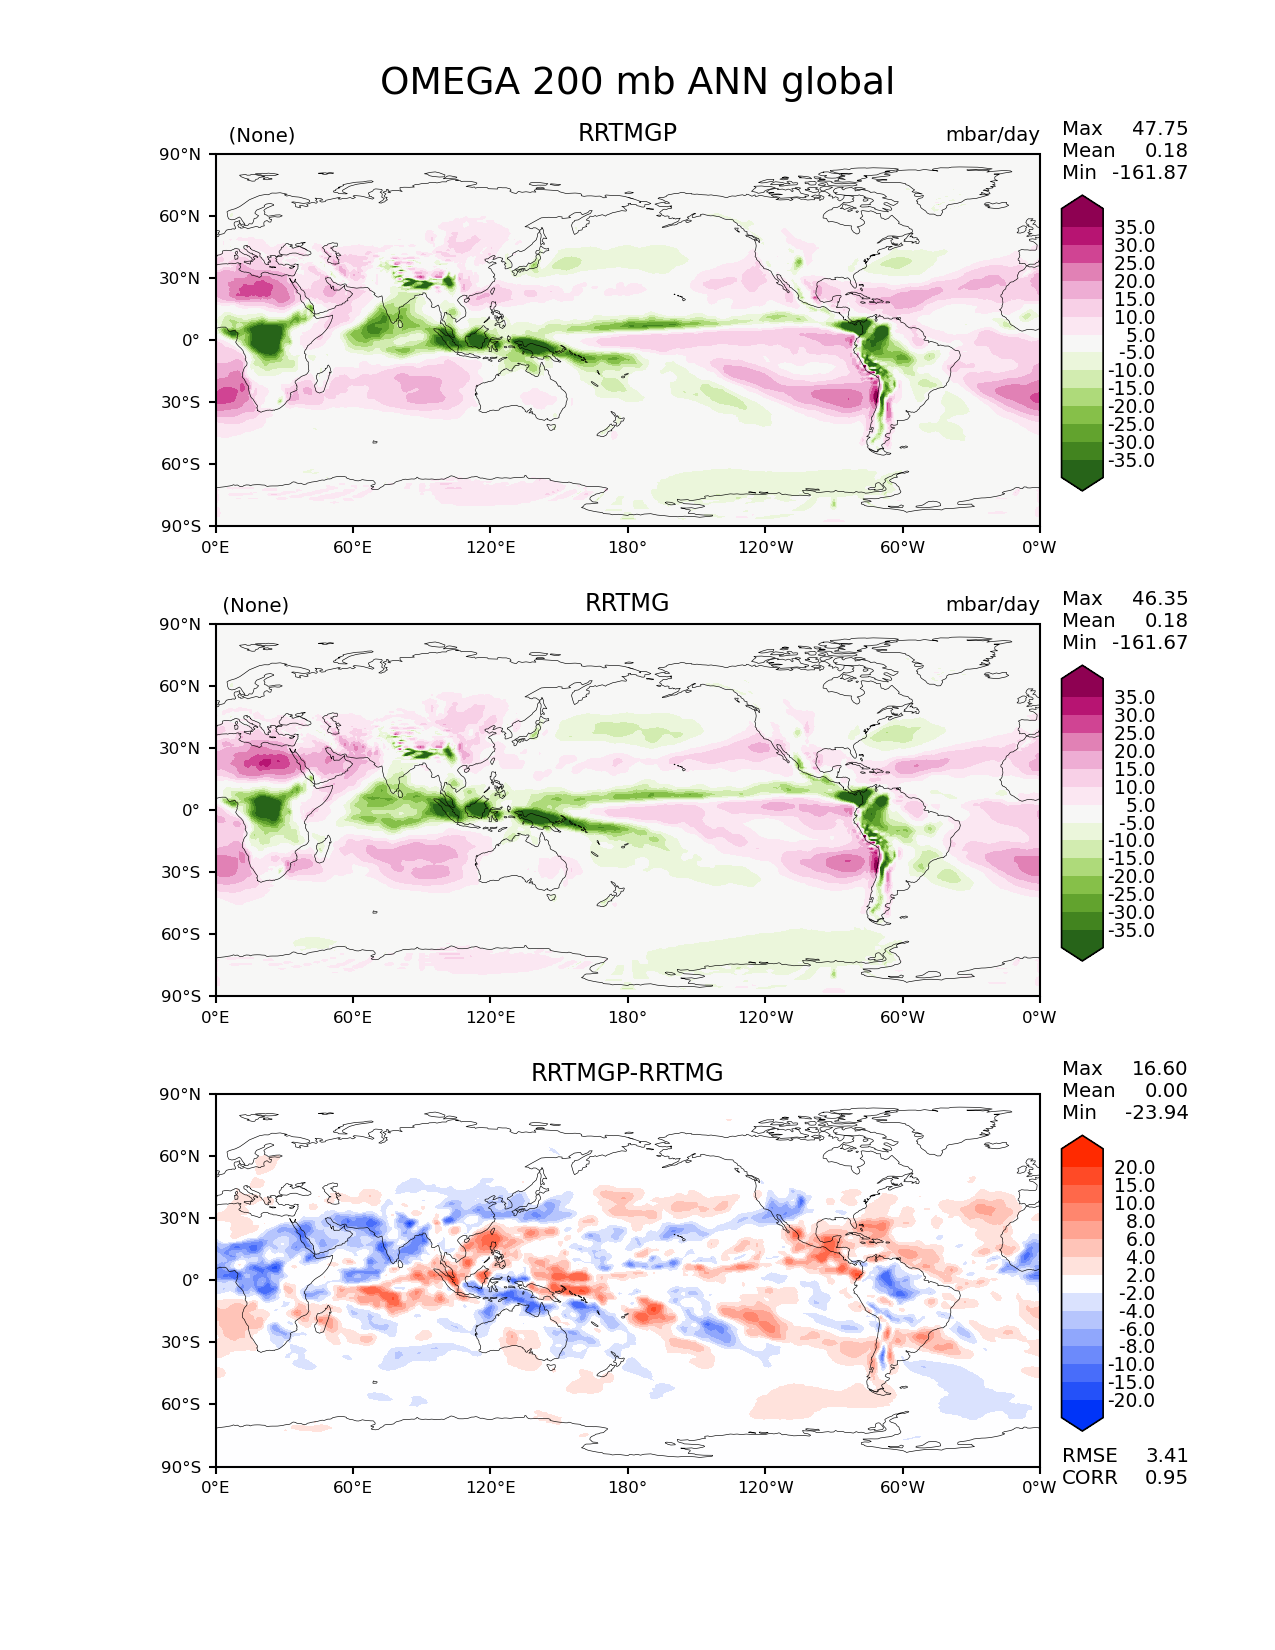 OMEGA 200 mb ANN global
(None) RRTMGP mbar/day
Max 47.75
Mean 0.18
Min -161.87
90°N
60°N
30°N
0°
30°S
60°S
90°S
0°E 60°E 120°E 180° 120°W 60°W 0°W
35.0
30.0
25.0
20.0
15.0
10.0
5.0
-5.0
-10.0
-15.0
-20.0
-25.0
-30.0
-35.0
(None) RRTMG mbar/day
Max 46.35
Mean 0.18
Min -161.67
90°N
60°N
30°N
0°
30°S
60°S
90°S
0°E 60°E 120°E 180° 120°W 60°W 0°W
35.0
30.0
25.0
20.0
15.0
10.0
5.0
-5.0
-10.0
-15.0
-20.0
-25.0
-30.0
-35.0
RRTMGP-RRTMG
Max 16.60
Mean 0.00
Min -23.94
90°N
60°N
30°N
0°
30°S
60°S
90°S
0°E 60°E 120°E 180° 120°W 60°W 0°W
20.0
15.0
10.0
8.0
6.0
4.0
2.0
-2.0
-4.0
-6.0
-8.0
-10.0
-15.0
-20.0
RMSE 3.41
CORR 0.95